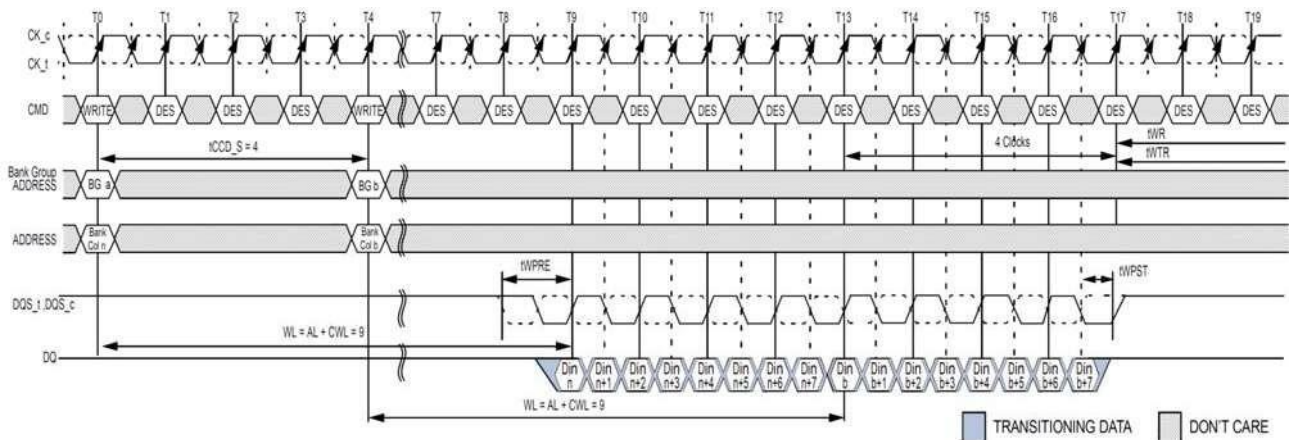 T0 T1 T2 T3 T4 T7 T8 T9 T10 T11 T12 T13 T14 T15 T16 T17 T18 T19
CK_c
CK_t
CMD WRITE DES DES DES WRITE DES DES DES DES DES DES DES DES DES DES DES DES DES
tCCD_S = 4
4 Clocks
tWR
tWTR
Bank Group
ADDRESS
BG a
BG b
ADDRESS
Bank
Col n
Bank
Col b
tWPRE
tWPST
DQS_t ,DQS_c
WL = AL + CWL = 9
DQ
Din
n
Din
n+1
Din
n+2
Din
n+3
Din
n+4
Din
n+5
Din
n+6
Din
n+7
Din
b
Din
b+1
Din
b+2
Din
b+3
Din
b+4
Din
b+5
Din
b+6
Din
b+7
WL = AL + CWL = 9
TRANSITIONING DATA
DON'T CARE